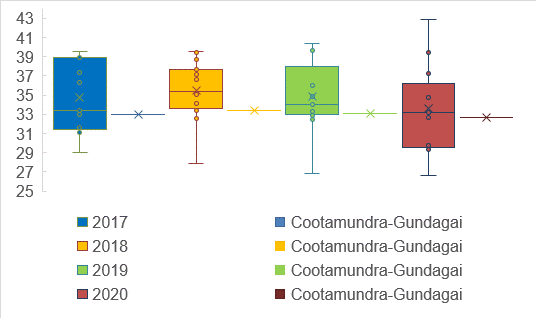 43
41
39
37
35
33
31
29
27
25
2017 Cootamundra-Gundagai
2018 Cootamundra-Gundagai
2019 Cootamundra-Gundagai
2020 Cootamundra-Gundagai